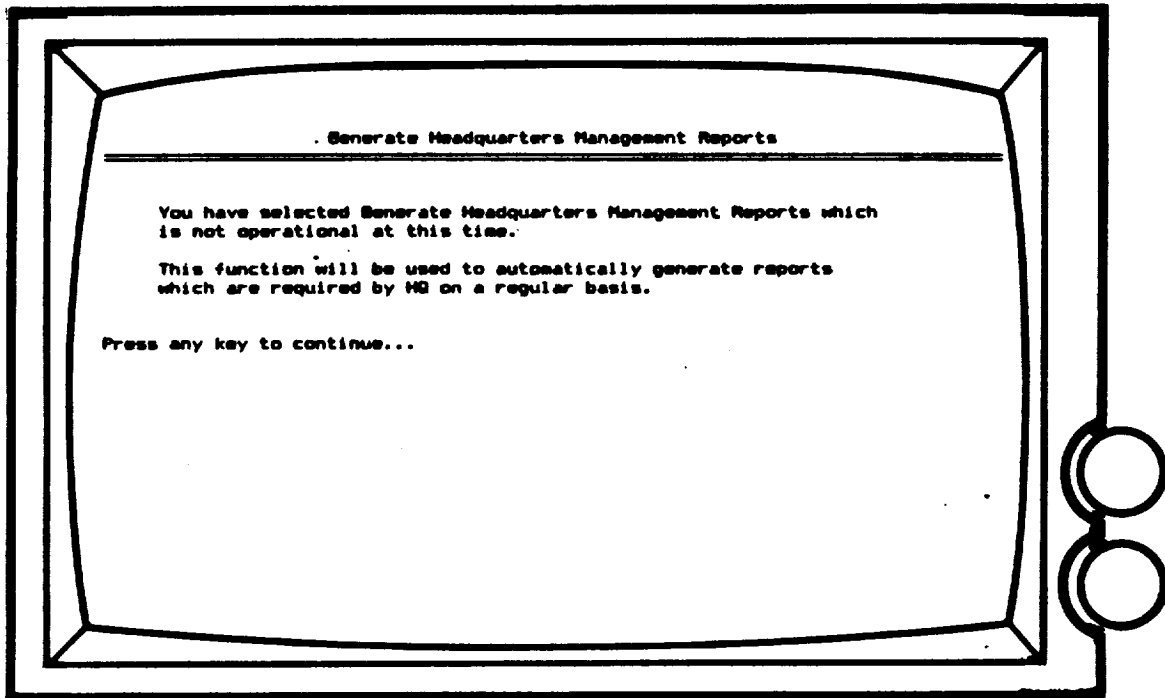 Generate Headquarters Management Reports
You have selected Generate Headquarters Management Reports which
is not operational at this time.
This function will be used to automatically generate reports
which are required by HQ on a regular basis.
Press any key to continue...